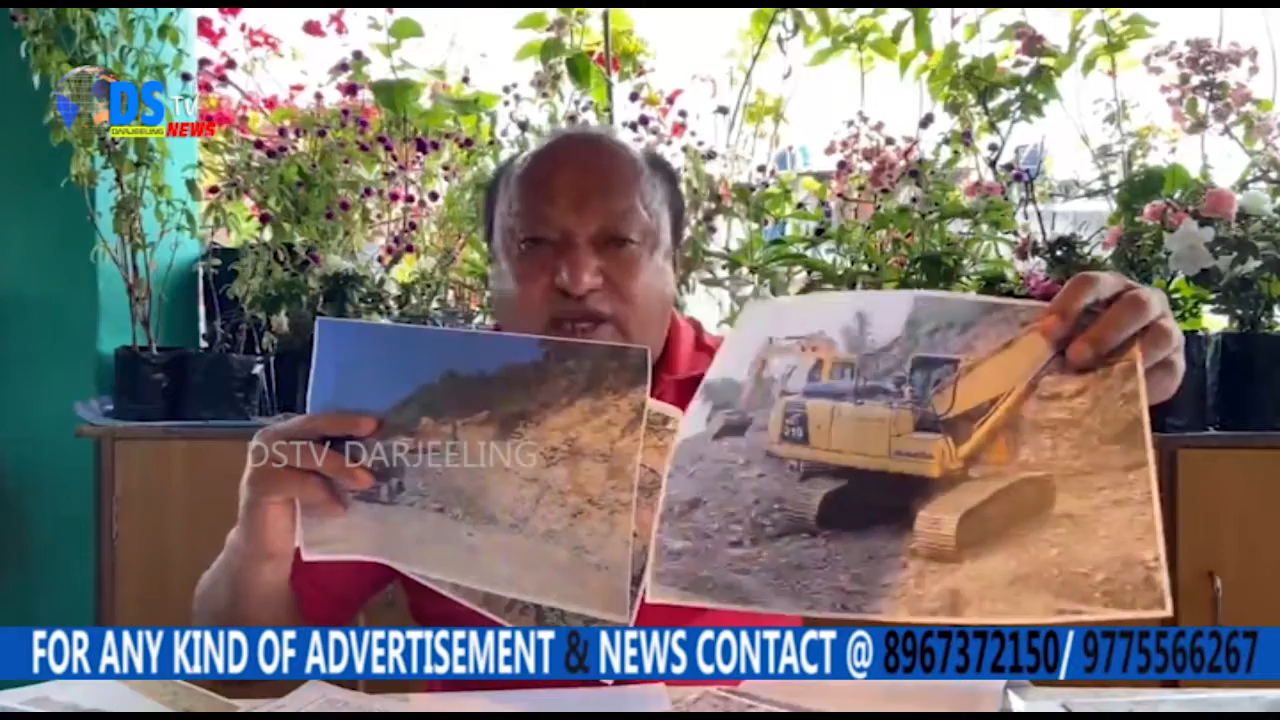 DS TV
DARJEELING NEWS
DSTV DARJEELING
FOR ANY KIND OF ADVERTISEMENT & NEWS CONTACT @ 8967372150/ 9775566267